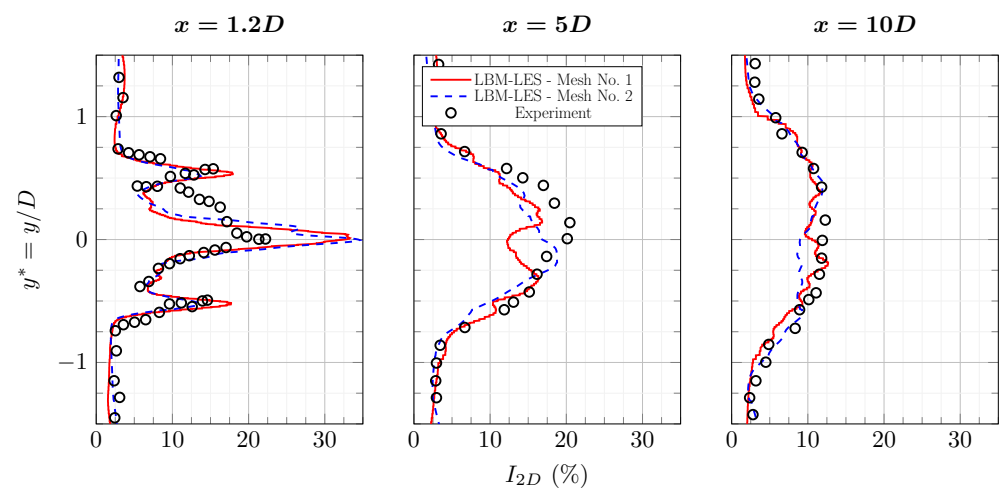 x = 1.2D
x = 5D
x = 10D
LBM-LES - Mesh No. 1
LBM-LES - Mesh No. 2
Experiment
y* = y/D
1
0
−1
0 10 20 30
0 10 20 30
0 10 20 30
I2D (%)